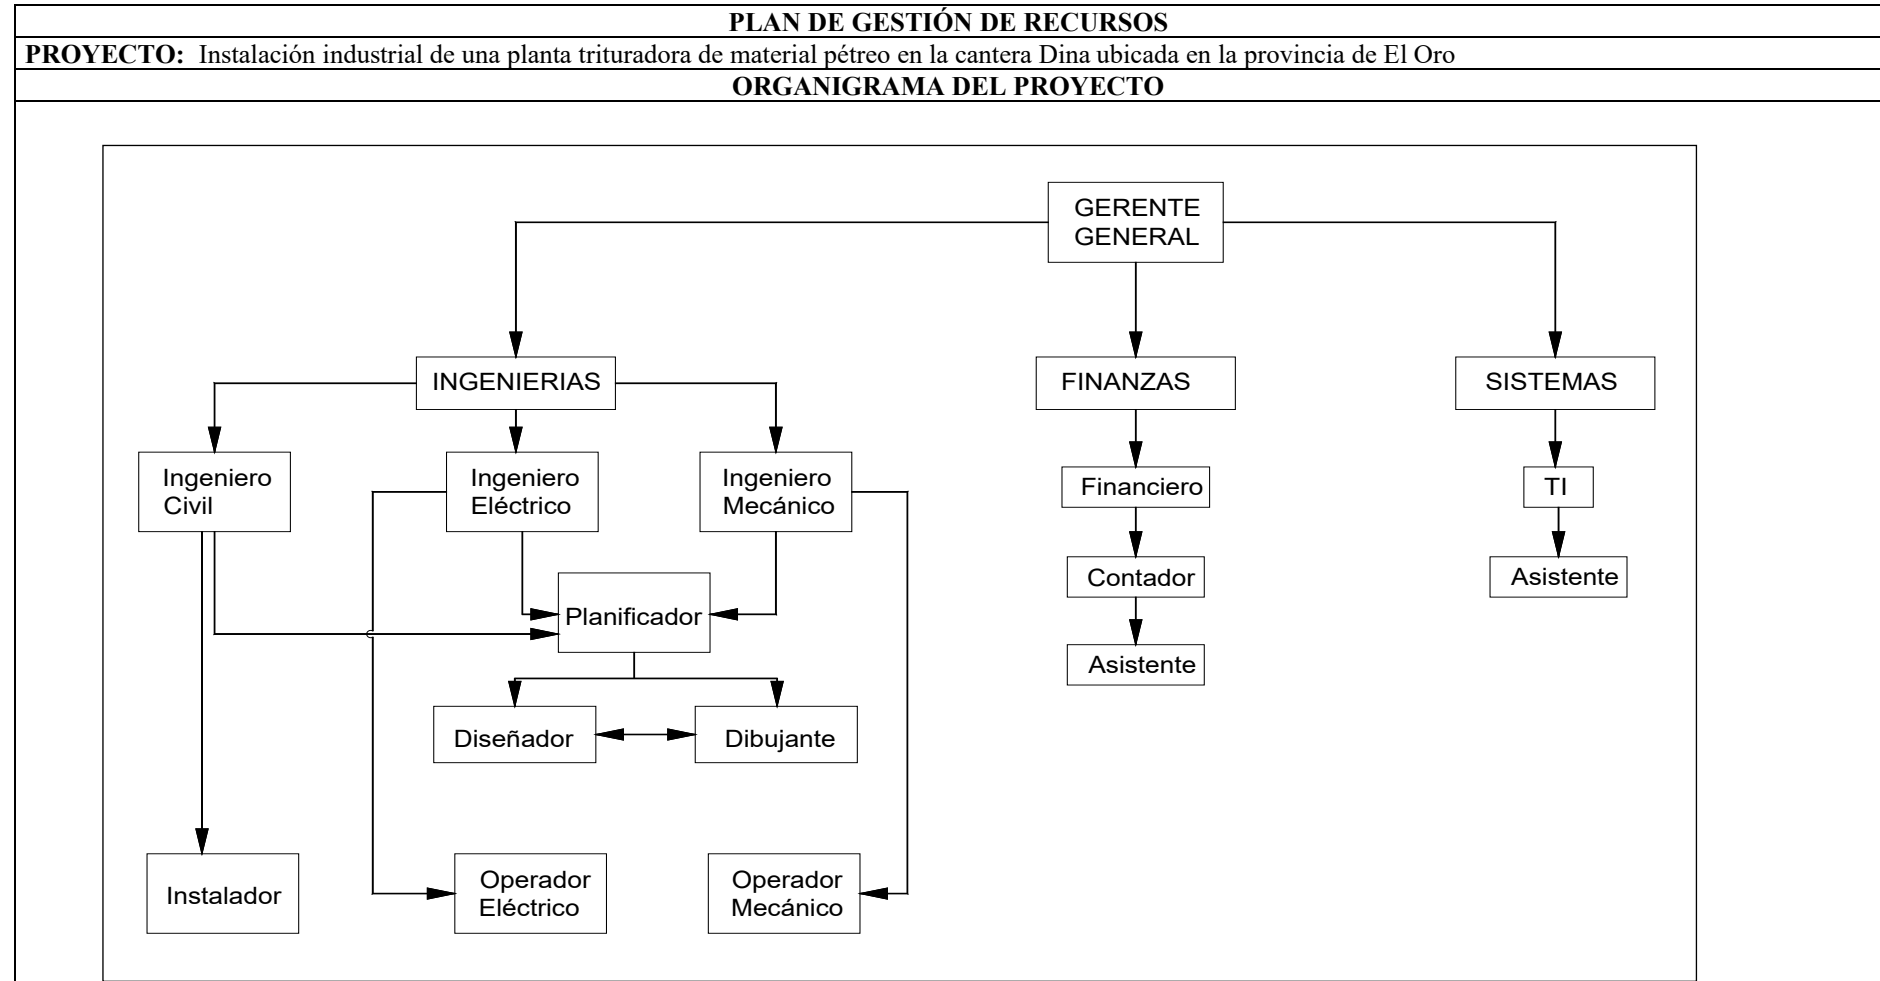 PLAN DE GESTIÓN DE RECURSOS
PROYECTO: Instalación industrial de una planta trituradora de material pétreo en la cantera Dina ubicada en la provincia de El Oro
ORGANIGRAMA DEL PROYECTO
GERENTE
GENERAL
INGENIERIAS
FINANZAS
SISTEMAS
Ingeniero
Civil
Ingeniero
Eléctrico
Ingeniero
Mecánico
Financiero
TI
Contador
Asistente
Planificador
Asistente
Diseñador
Dibujante
Instalador
Operador
Eléctrico
Operador
Mecánico